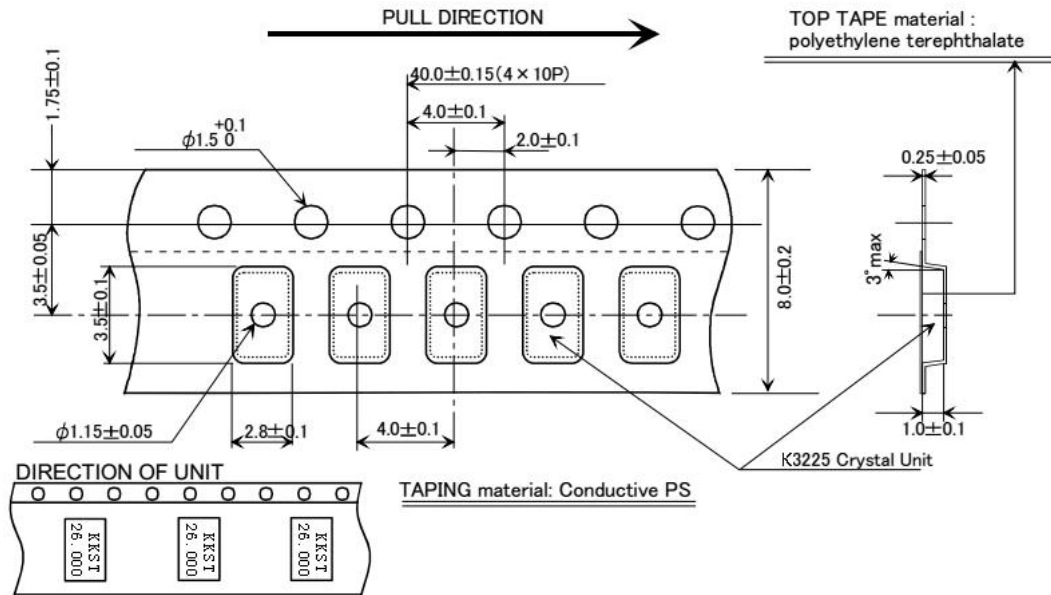 PULL DIRECTION
TOP TAPE material :
polyethylene terephthalate
1.75±0.1
40.0±0.15(4×10P)
+0.1
4.0±0.1
φ1.5 0
2.0±0.1
0.25±0.05
3.5±0.05
3.5±0.1
8.0±0.2
3°max
φ1.15±0.05
2.8±0.1
4.0±0.1
1.0±0.1
K3225 Crystal Unit
DIRECTION OF UNIT
TAPING material: Conductive PS
KKST
26.000
KKST
26.000
KKST
26.000